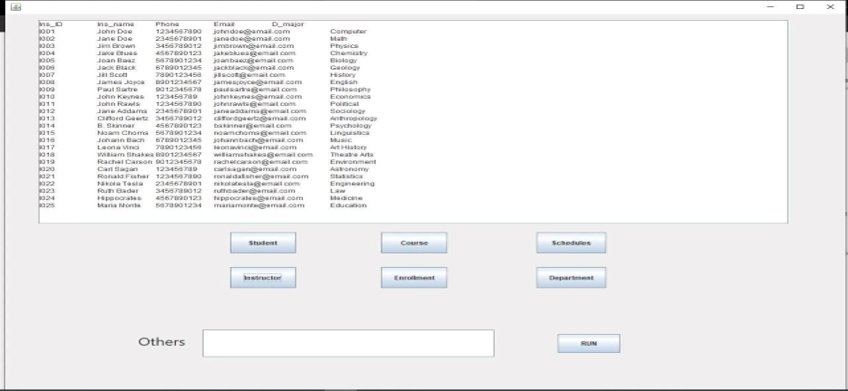 Ins_ID Ins_name Phone Email D_major
I001 John Doe 1234567890 johndoe@email.com Computer
I002 Jane Doe 2345678901 janedoe@email.com Math
I003 Jim Brown 3456789012 jimbrown@email.com Physics
I004 Jake Blues 4567890123 jakeblues@email.com Chemistry
I005 Joan Baez 5678901234 joanbaez@email.com Biology
I006 Jack Black 6789012345 jackblack@email.com Geology
I007 Jill Scott 7890123456 jillscott@email.com History
I008 James Joyce 8901234567 jamesjoyce@email.com English
I009 Paul Sartre 9012345678 paulsartre@email.com Philosophy
I010 John Keynes 123456789 johnkeynes@email.com Economics
I011 John Rawls 1234567890 johnrawls@email.com Political
I012 Jane Addams 2345678901 janeaddams@email.com Sociology
I013 Clifford Geertz 3456789012 cliffordgeertz@email.com Anthropology
I014 B. Skinner 4567890123 bskinner@email.com Psychology
I015 Noam Choms 5678901234 noamchoms@email.com Linguistics
I016 Johann Bach 6789012345 johannbach@email.com Music
I017 Leona Vinci 7890123456 leonavinci@email.com Art History
I018 William Shakes 8901234567 williamshakes@email.com Theatre Arts
I019 Rachel Carson 9012345678 rachelcarson@email.com Environment
I020 Carl Sagan 123456789 carlsagan@email.com Astronomy
I021 Ronald Fisher 1234567890 ronaldafisher@email.com Statistics
I022 Nikola Tesla 2345678901 nikolatesla@email.com Engineering
I023 Ruth Bader 3456789012 ruthbader@email.com Law
I024 Hippocrates 4567890123 hippocrates@email.com Medicine
I025 Maria Monte 5678901234 mariamonte@email.com Education
Student Course Schedules
Instructor Enrollment Department
Others RUN